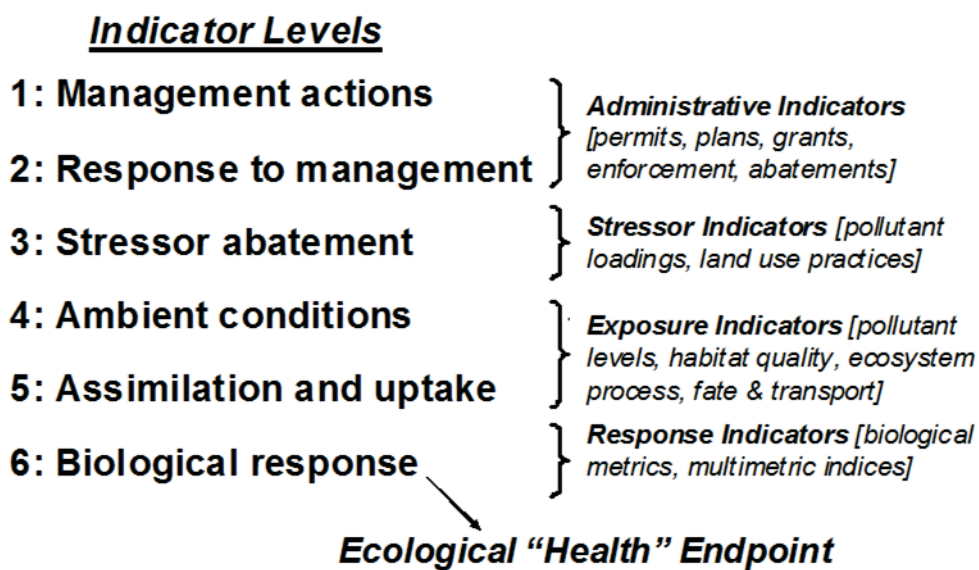 Indicator Levels
1: Management actions
2: Response to management
Administrative Indicators
[permits, plans, grants,
enforcement, abatements]
3: Stressor abatement
Stressor Indicators [pollutant
loadings, land use practices]
4: Ambient conditions
5: Assimilation and uptake
Exposure Indicators [pollutant
levels, habitat quality, ecosystem
process, fate & transport]
6: Biological response
Response Indicators [biological
metrics, multimetric indices]
Ecological “Health” Endpoint